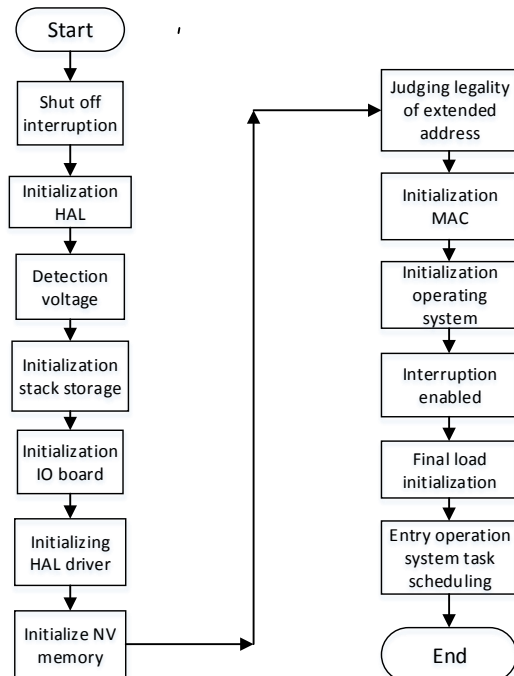 Start
Shut off
interruption
Initialization
HAL
Detection
voltage
Initialization
stack storage
Initialization
IO board
Initializing
HAL driver
Initialize NV
memory
Judging legality
of extended
address
Initialization
MAC
Initialization
operating
system
Interruption
enabled
Final load
initialization
Entry operation
system task
scheduling
End